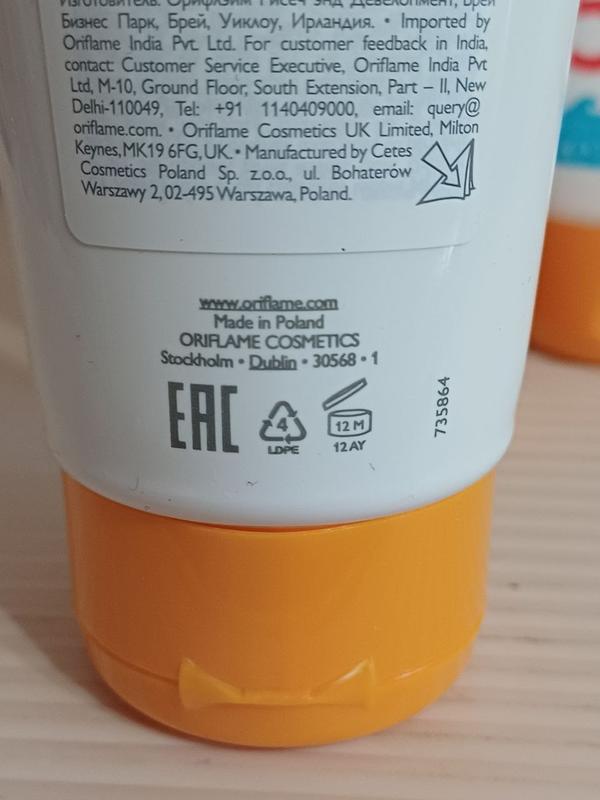 Бизнес Парк, Брей, Уиклоу, Ирландия. • Imported by
Oriflame India Pvt. Ltd. For customer feedback in India,
contact: Customer Service Executive, Oriflame India Pvt
Ltd, M-10, Ground Floor, South Extension, Part – II, New
Delhi-110049, Tel: +91 1140409000, email: query@
oriflame.com. • Oriflame Cosmetics UK Limited, Milton
Keynes, MK19 6FG, UK. • Manufactured by Cetes
Cosmetics Poland Sp. z.o.o., ul. Bohaterów
Warszawy 2, 02-495 Warszawa, Poland.
www.oriflame.com
Made in Poland
ORIFLAME COSMETICS
Stockholm • Dublin • 30568 • 1
EAC
4
LDPE
12 M
12 AY
735864